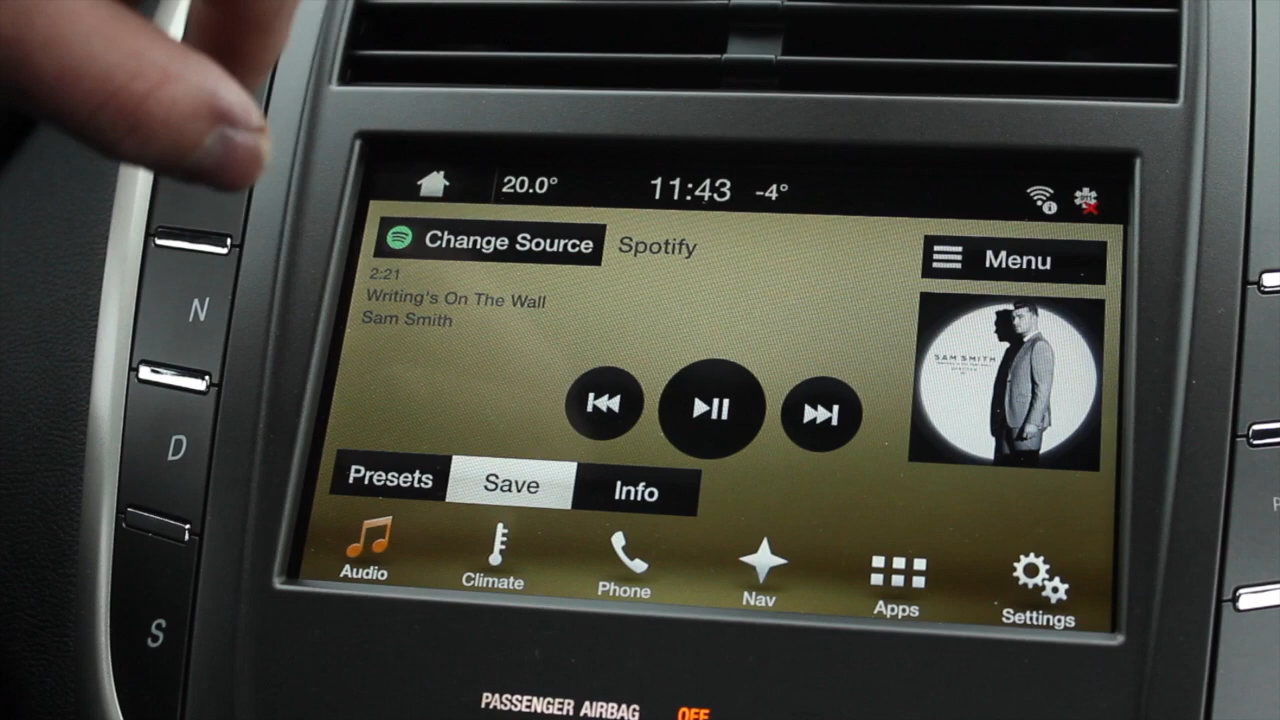 20.0° 11:43 -4°
Change Source Spotify
Menu
2:21
Writing's On The Wall
Sam Smith
SAM SMITH
Presets Save Info
Audio Climate Phone Nav Apps Settings
N
D
S
PASSENGER AIRBAG OFF